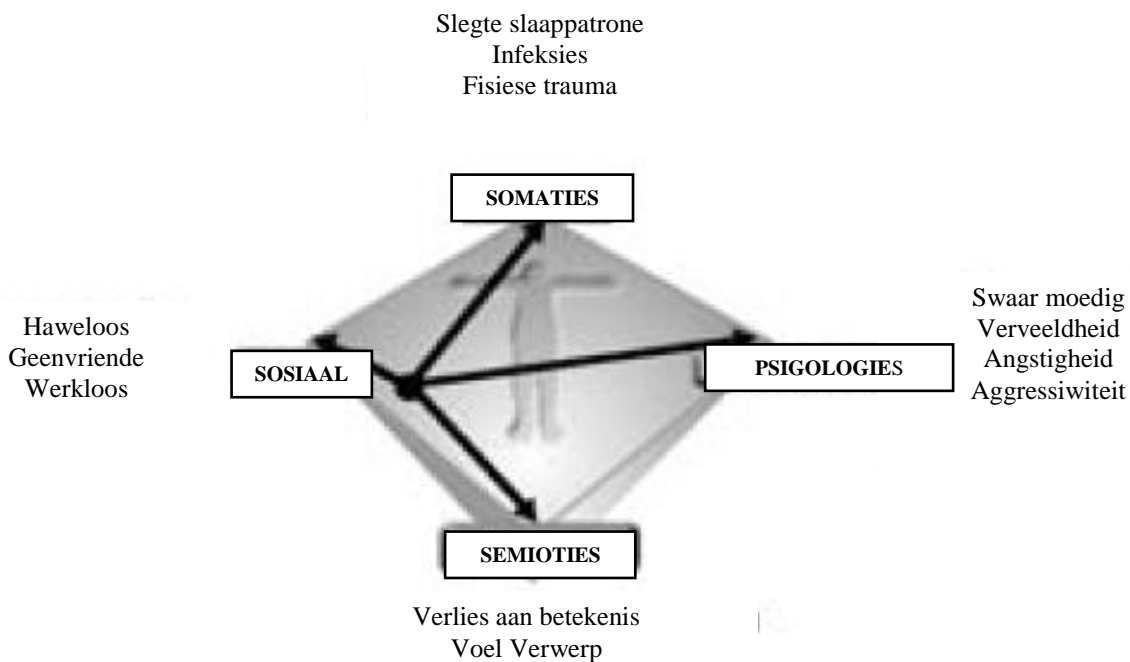 Slegte slaappatrone
Infeksies
Fisiese trauma
SOMATIES
Haweloos
Geenvriende
Werkloos
SOSIAAL
PSIGOLOGIES
Swaar moedig
Verveeldheid
Angstigheid
Aggressiwiteit
SEMIOTIES
Verlies aan betekenis
Voel Verwerp